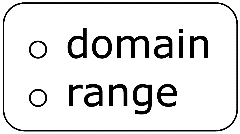 ○ domain
○ range